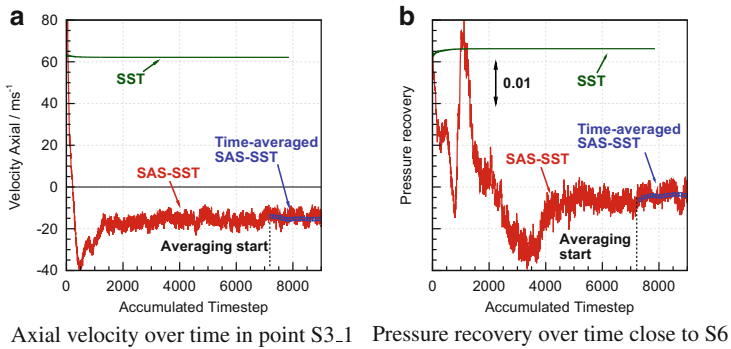 a
80
60
40
20
0
-20
-40
Velocity Axial / ms⁻¹
SST
SAS-SST
Time-averaged
SAS-SST
Averaging start
0
2000
4000
6000
8000
Accumulated Timestep
Axial velocity over time in point S3_1
b
Pressure recovery
0.01
SST
SAS-SST
Time-averaged
SAS-SST
Averaging
start
0
2000
4000
6000
8000
Accumulated Timestep
Pressure recovery over time close to S6